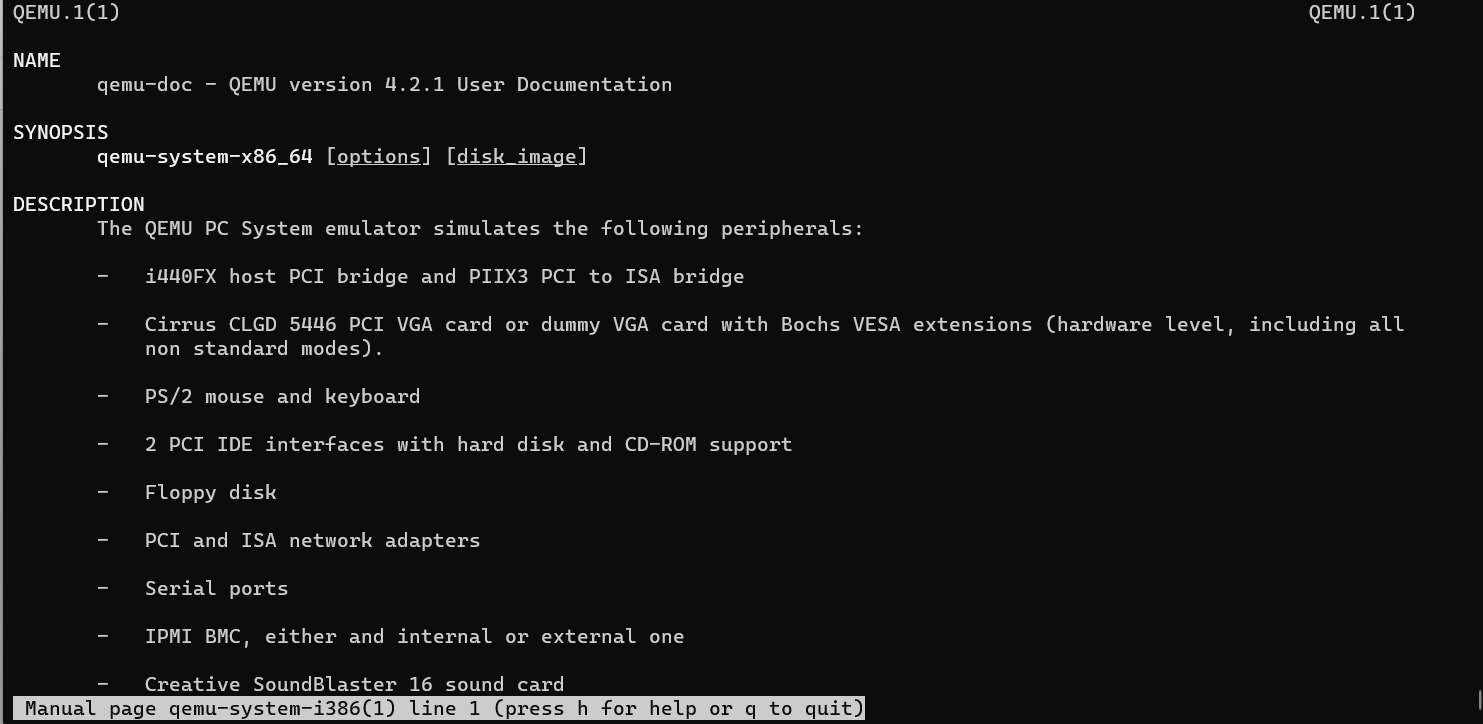 QEMU.1(1) QEMU.1(1)
NAME
qemu-doc - QEMU version 4.2.1 User Documentation
SYNOPSIS
qemu-system-x86_64 [options] [disk_image]
DESCRIPTION
The QEMU PC System emulator simulates the following peripherals:
- i440FX host PCI bridge and PIIX3 PCI to ISA bridge
- Cirrus CLGD 5446 PCI VGA card or dummy VGA card with Bochs VESA extensions (hardware level, including all
non standard modes).
- PS/2 mouse and keyboard
- 2 PCI IDE interfaces with hard disk and CD-ROM support
- Floppy disk
- PCI and ISA network adapters
- Serial ports
- IPMI BMC, either and internal or external one
- Creative SoundBlaster 16 sound card
Manual page qemu-system-i386(1) line 1 (press h for help or q to quit)